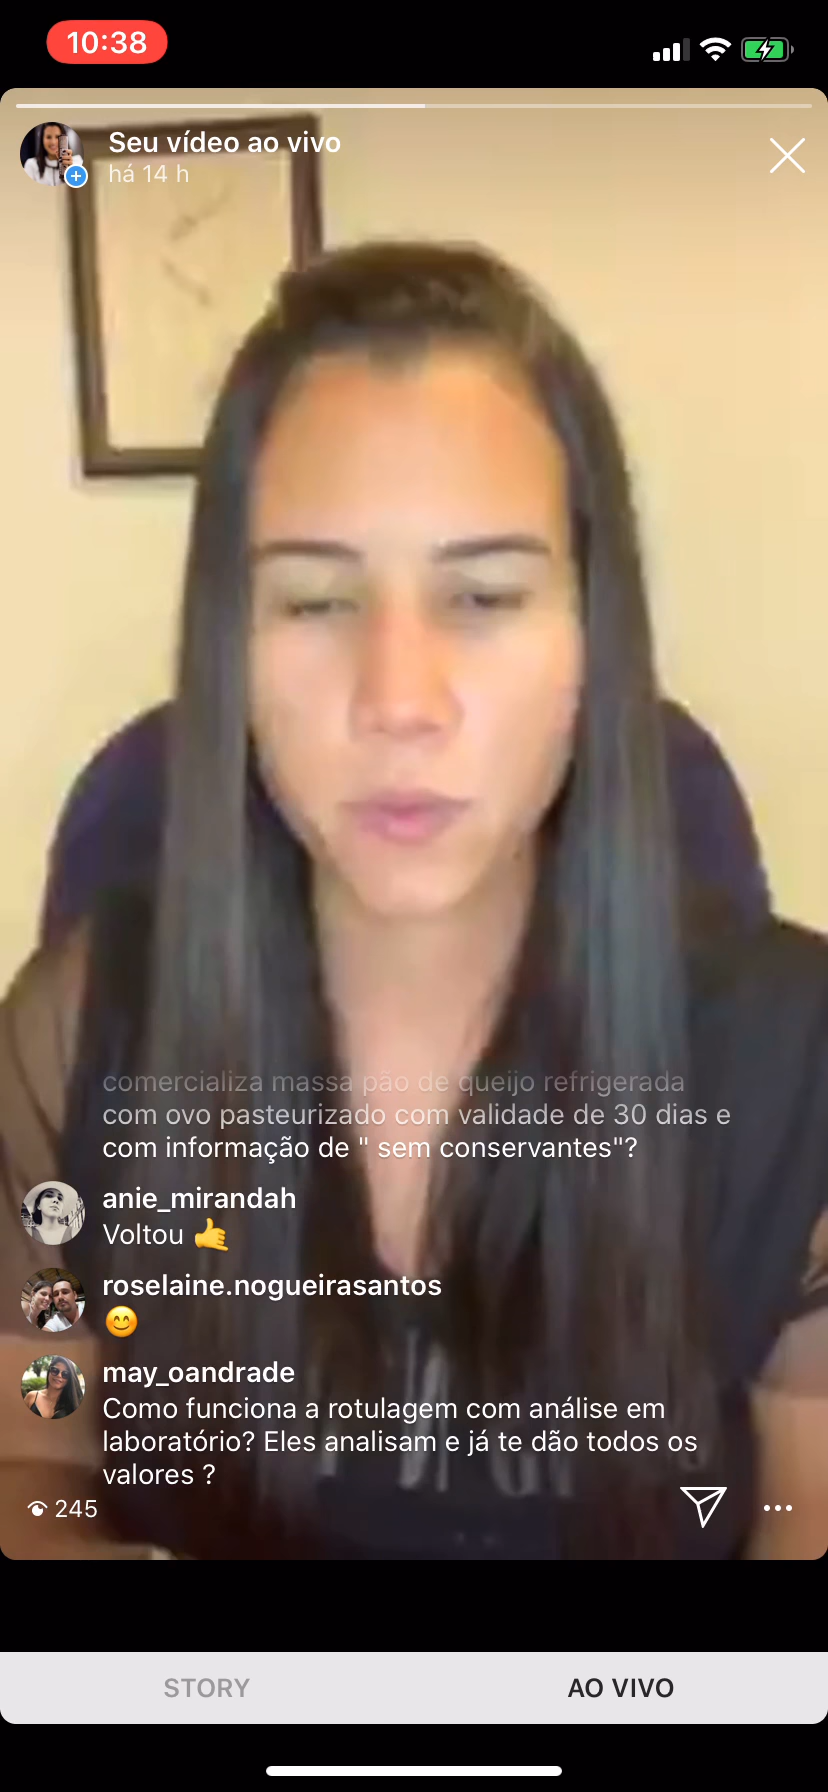 10:38
Seu vídeo ao vivo
há 14 h
comercializa massa pão de queijo refrigerada
com ovo pasteurizado com validade de 30 dias e
com informação de " sem conservantes"?
anie_mirandah
Voltou 🤙
roselaine.nogueirasantos
😊
may_oandrade
Como funciona a rotulagem com análise em
laboratório? Eles analisam e já te dão todos os
valores ?
245
STORY
AO VIVO